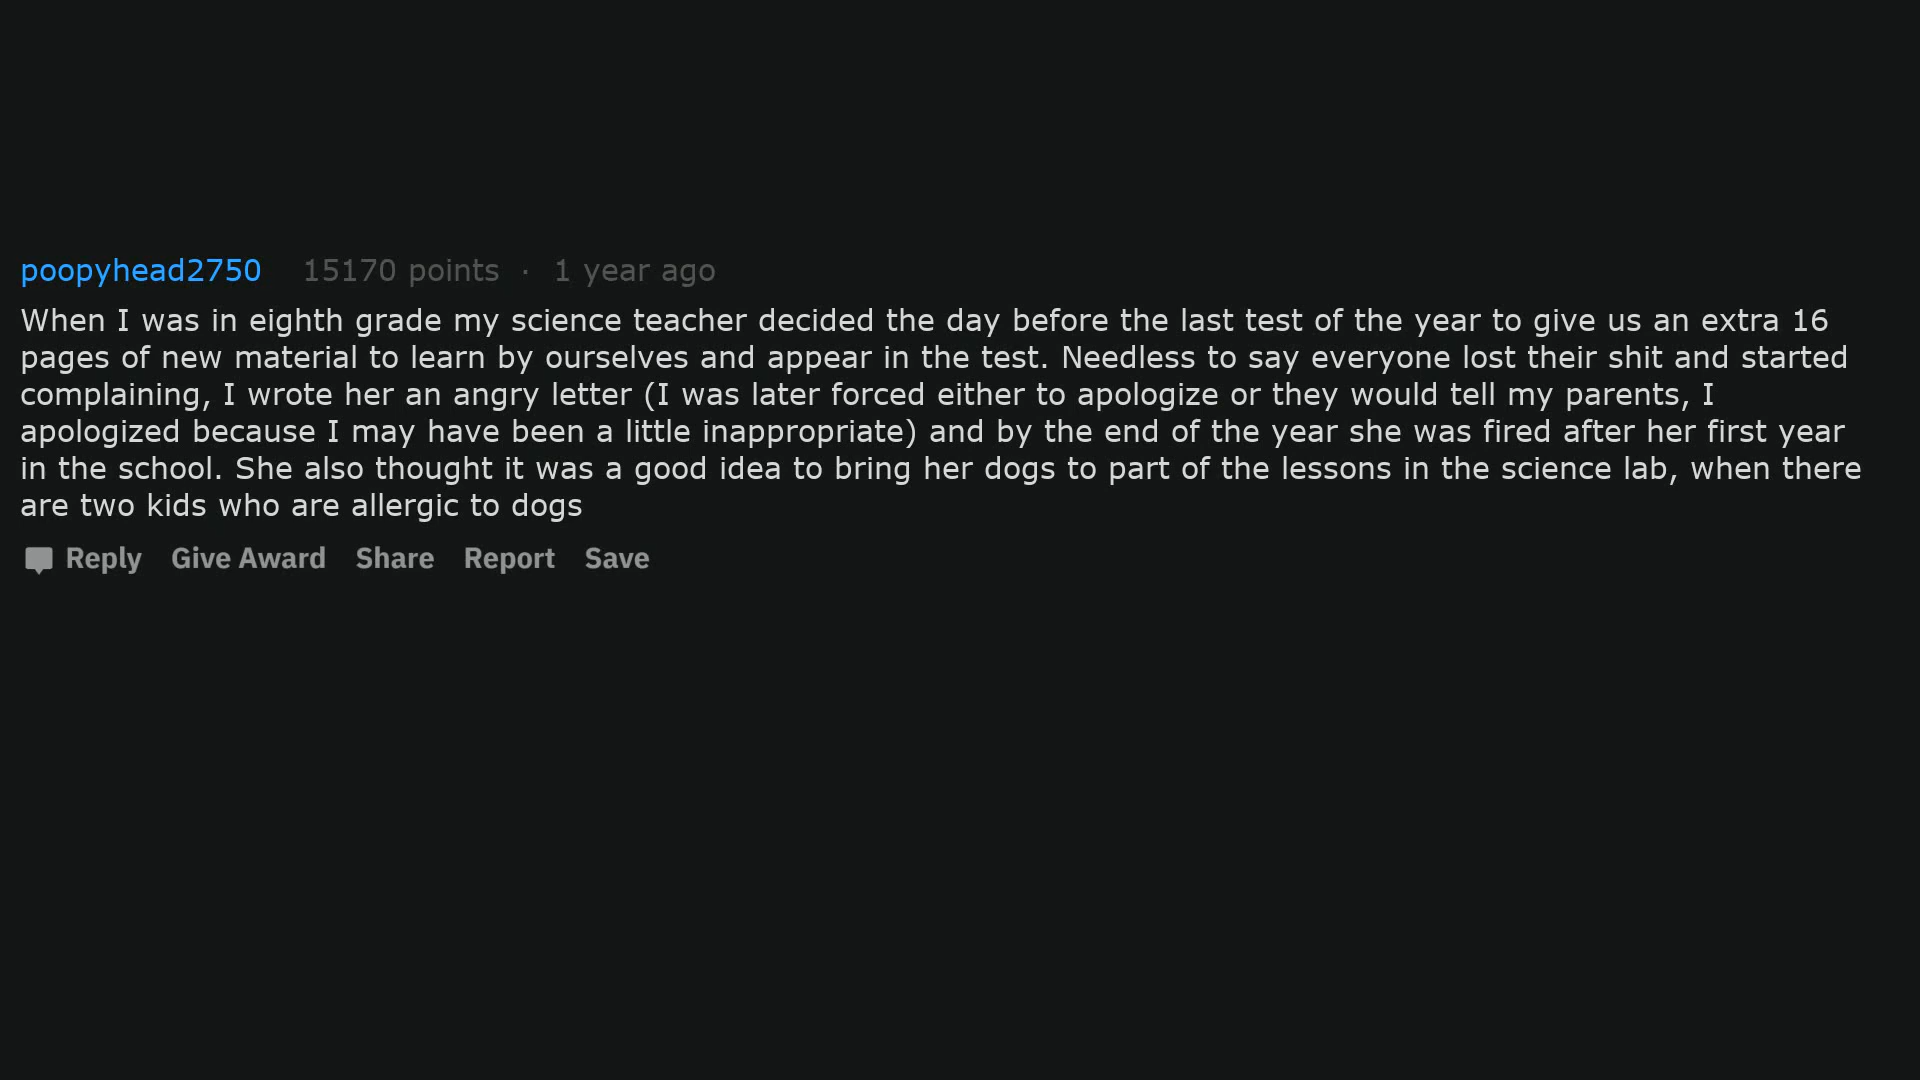 poopyhead2750 15170 points · 1 year ago
When I was in eighth grade my science teacher decided the day before the last test of the year to give us an extra 16
pages of new material to learn by ourselves and appear in the test. Needless to say everyone lost their shit and started
complaining, I wrote her an angry letter (I was later forced either to apologize or they would tell my parents, I
apologized because I may have been a little inappropriate) and by the end of the year she was fired after her first year
in the school. She also thought it was a good idea to bring her dogs to part of the lessons in the science lab, when there
are two kids who are allergic to dogs
Reply Give Award Share Report Save